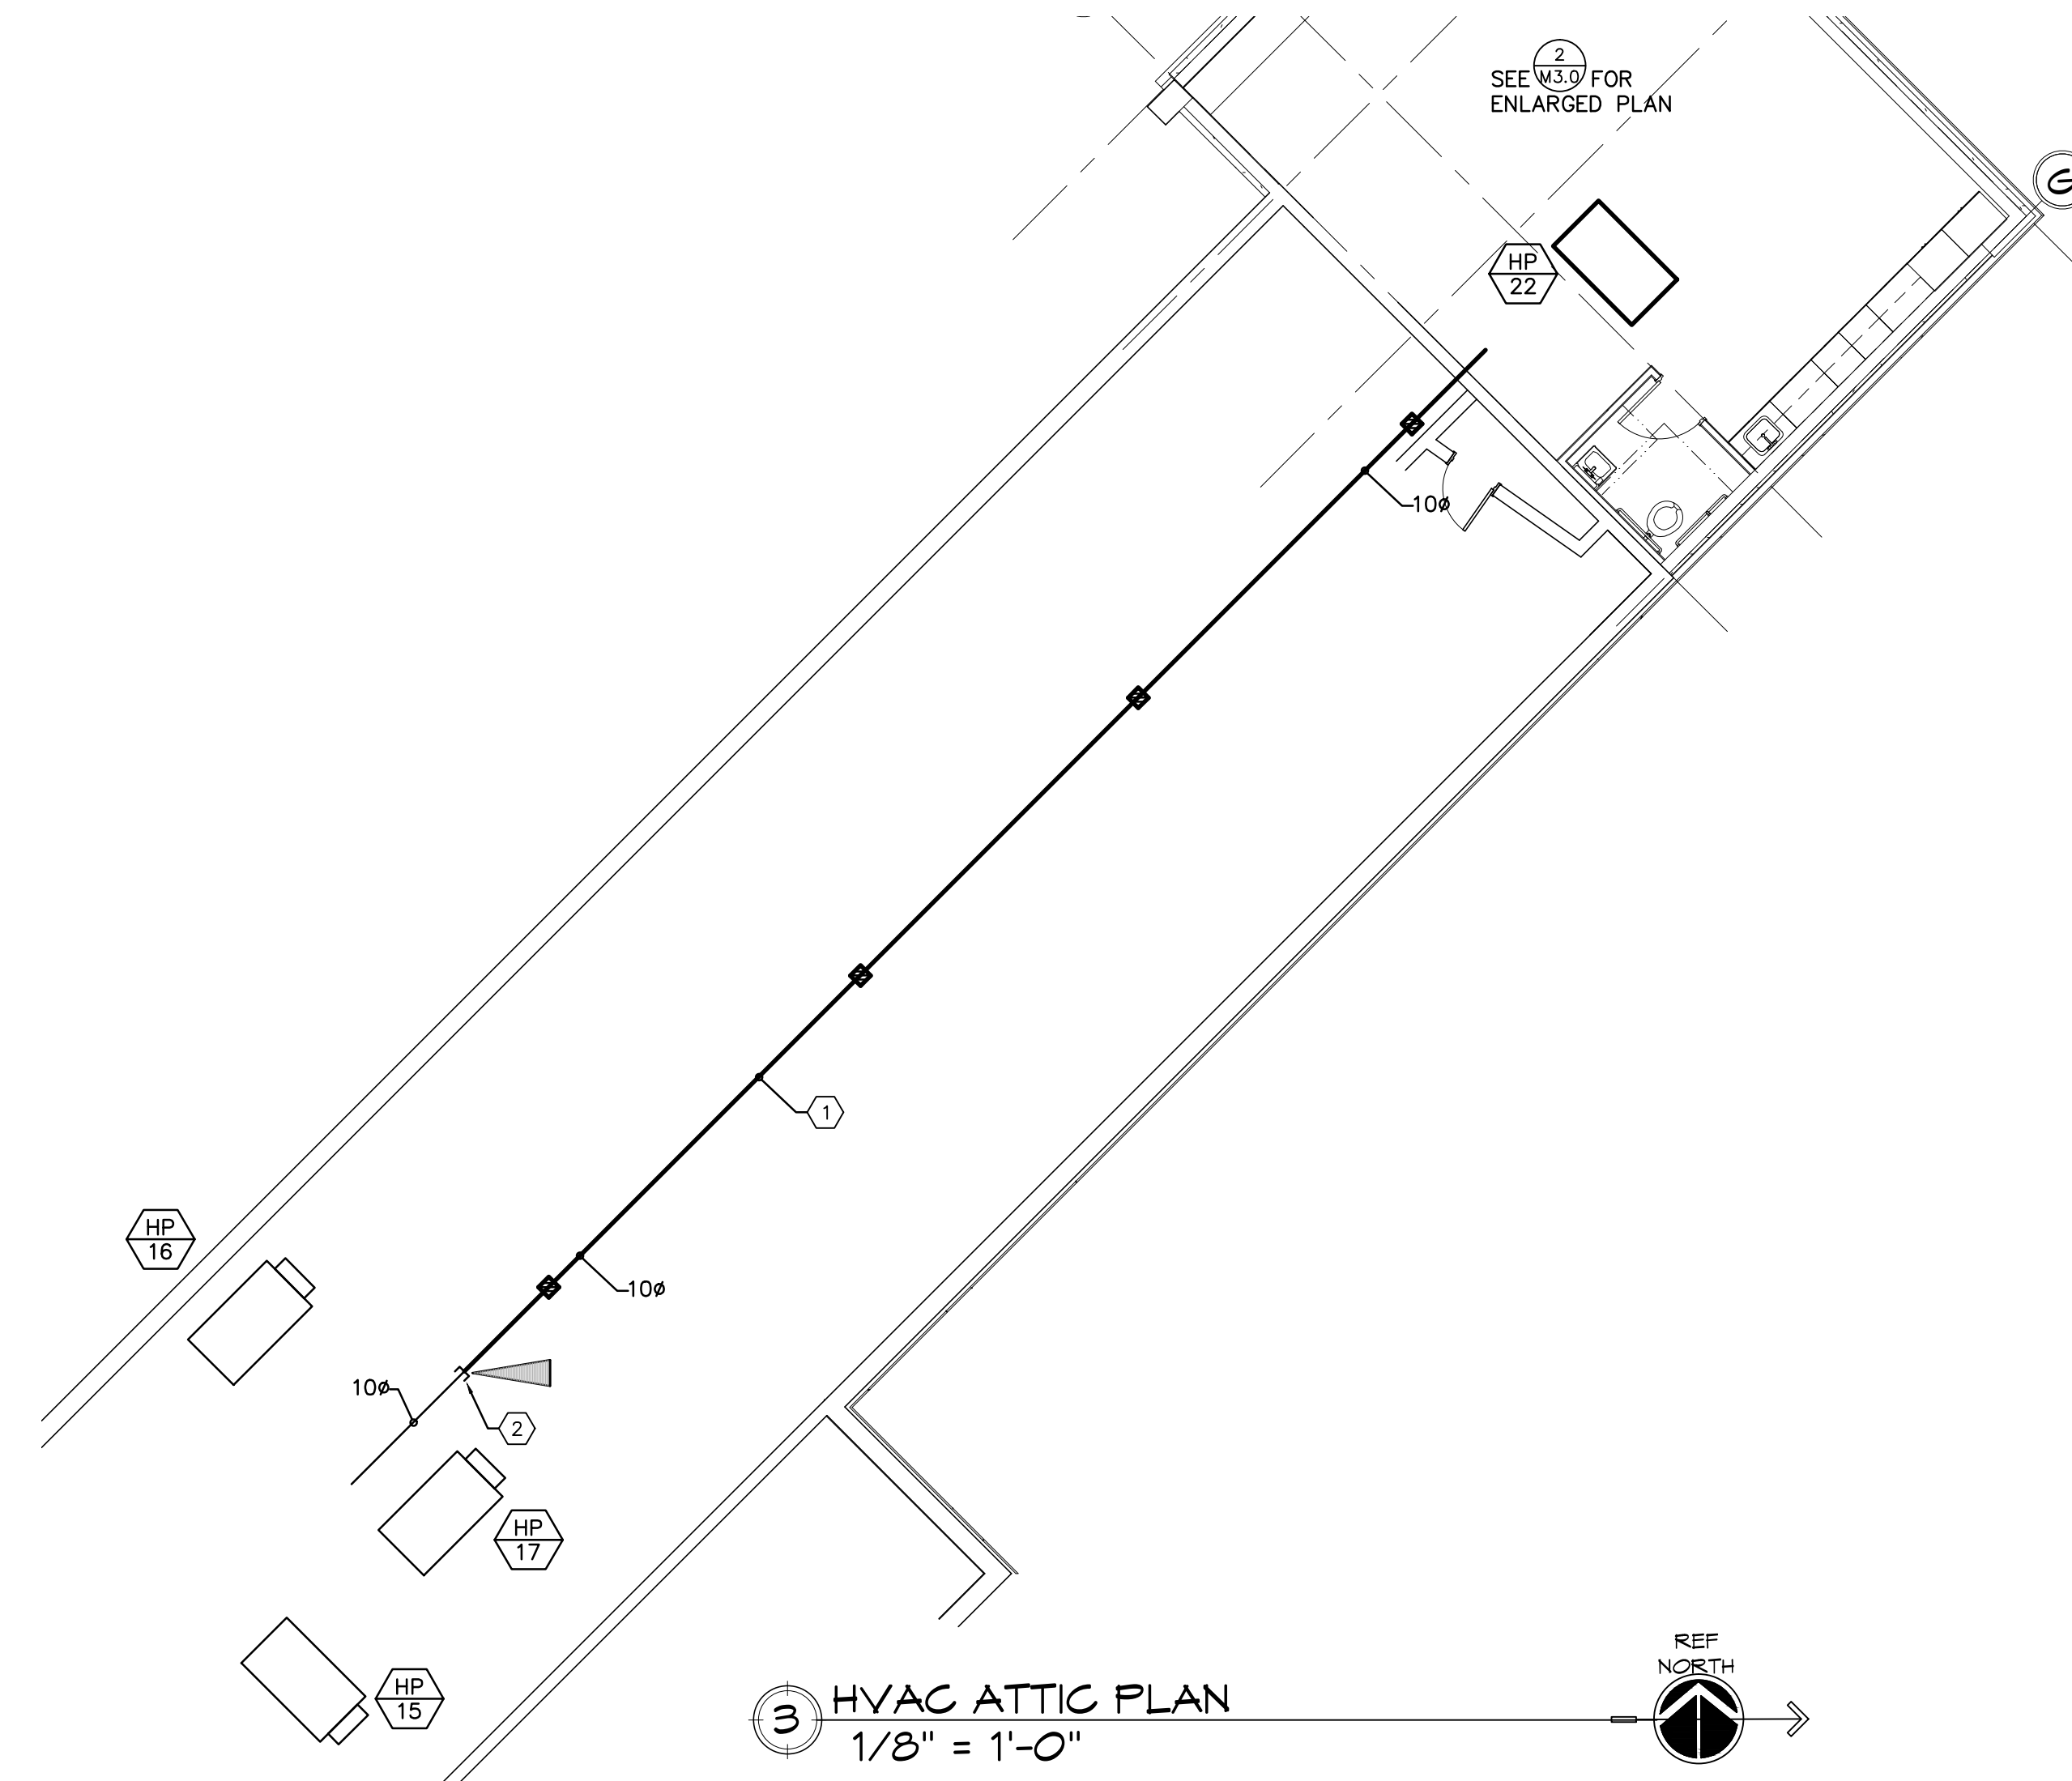 2
SEE M3.0 FOR
ENLARGED PLAN
G
HP
22
10ø
1
HP
16
10ø
10ø
2
HP
17
HP
15
REF
NORTH
3 HVAC ATTIC PLAN
1/8" = 1'-0"